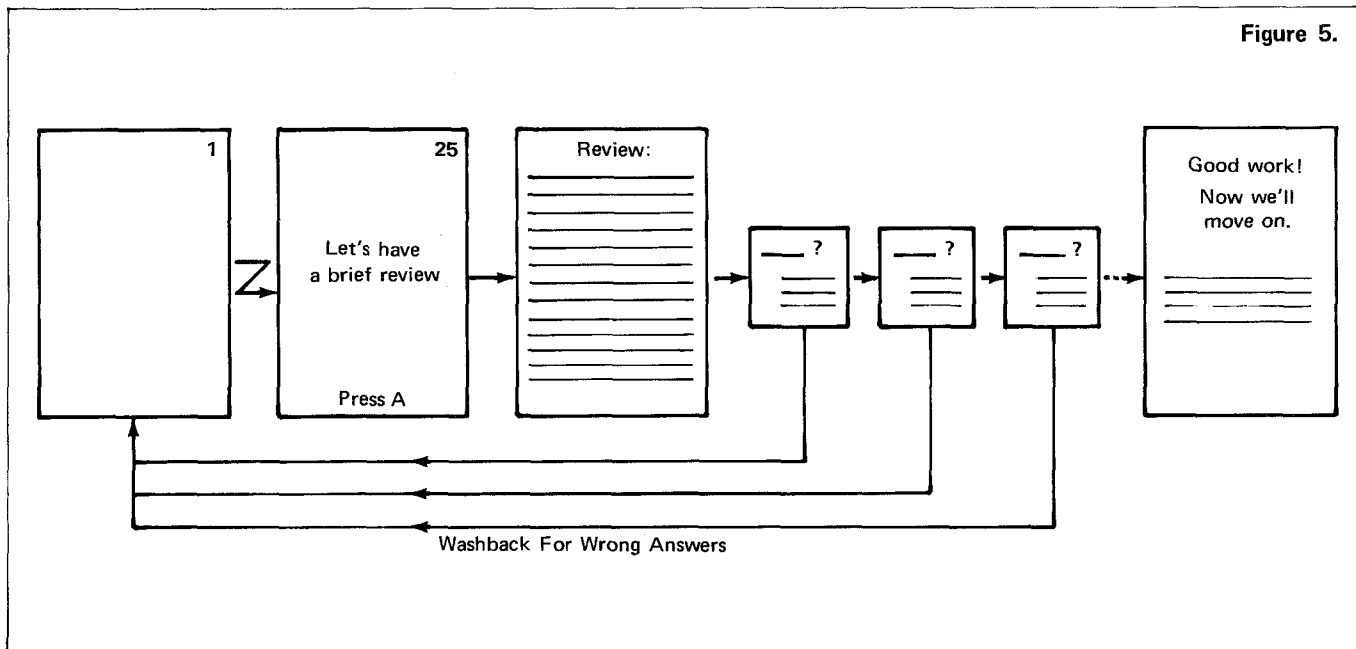 Figure 5.
1
25
Let's have
a brief review
Press A
Review:
?
?
?
Good work!
Now we'll
move on.
Washback For Wrong Answers